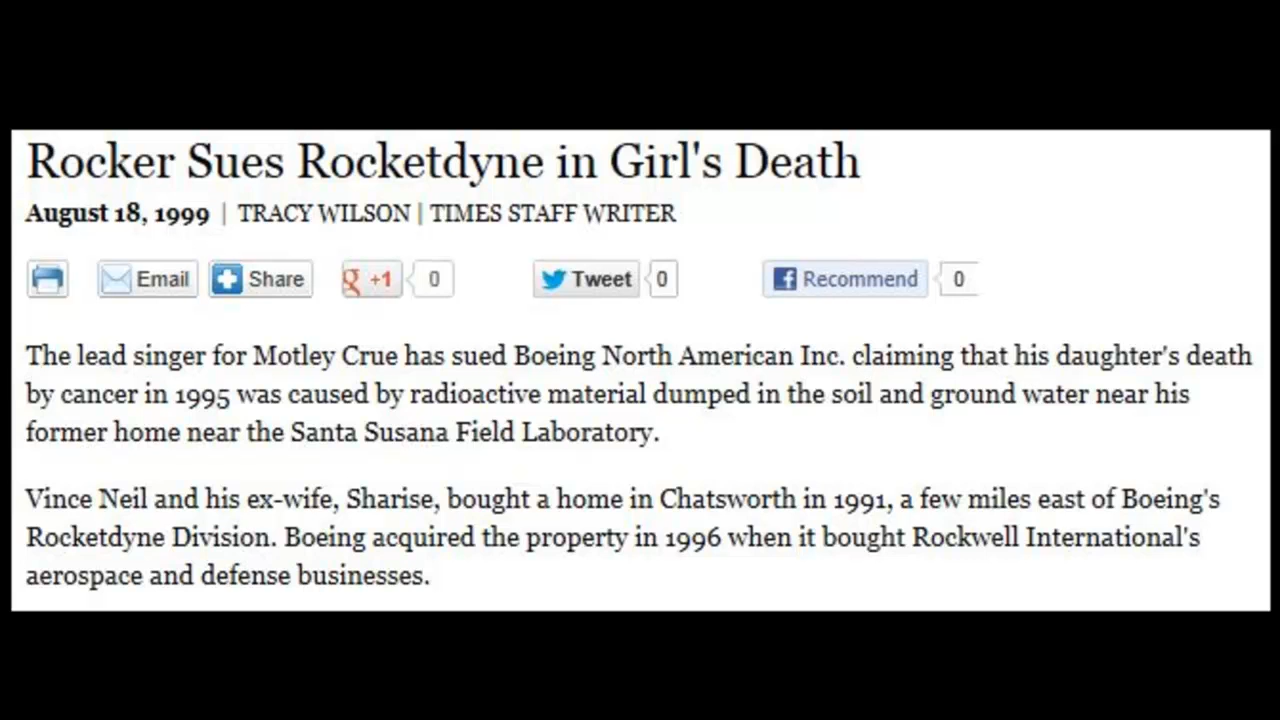 Rocker Sues Rocketdyne in Girl's Death
August 18, 1999 | TRACY WILSON | TIMES STAFF WRITER
Email Share g +1 0 Tweet 0 f Recommend 0
The lead singer for Motley Crue has sued Boeing North American Inc. claiming that his daughter's death
by cancer in 1995 was caused by radioactive material dumped in the soil and ground water near his
former home near the Santa Susana Field Laboratory.
Vince Neil and his ex-wife, Sharise, bought a home in Chatsworth in 1991, a few miles east of Boeing's
Rocketdyne Division. Boeing acquired the property in 1996 when it bought Rockwell International's
aerospace and defense businesses.